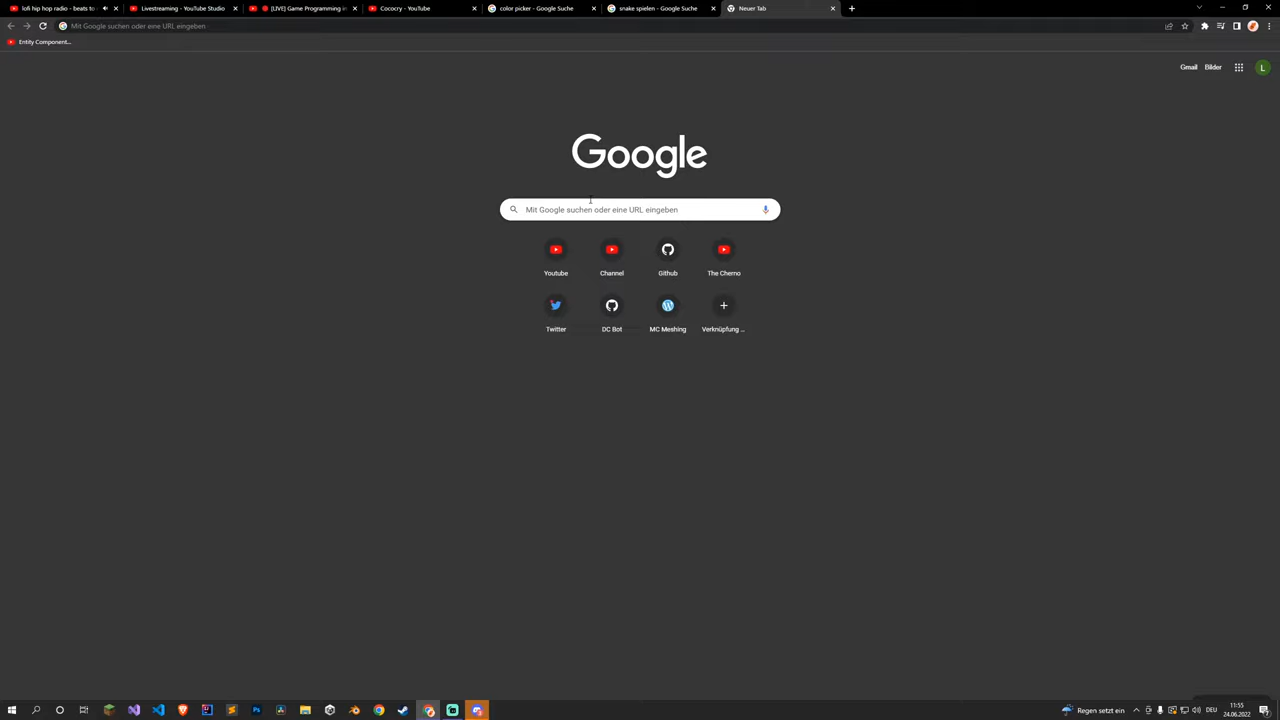 lofi hip hop radio - beats to
Livestreaming - YouTube Studio
[LIVE] Game Programming in
Cococry - YouTube
color picker - Google Suche
snake spielen - Google Suche
Neuer Tab
Mit Google suchen oder eine URL eingeben
Entity Component...
Gmail
Bilder
L
Google
Mit Google suchen oder eine URL eingeben
Youtube
Channel
Github
The Cherno
Twitter
DC Bot
MC Meshing
Verknüpfung ...
Regen setzt ein
DEU
11:55
24.06.2022